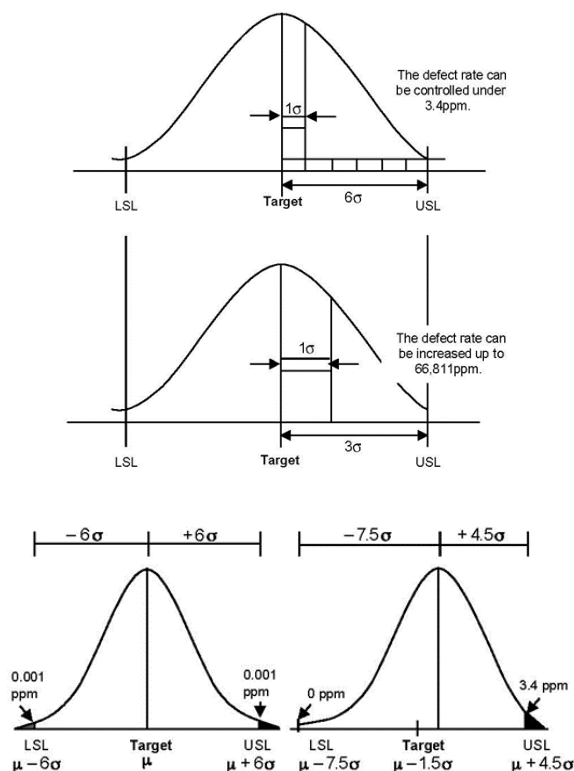 The defect rate can
be controlled under
3.4ppm.
1σ
LSL
Target
6σ
USL
The defect rate can
be increased up to
66,811ppm.
1σ
LSL
Target
3σ
USL
− 6σ
+6σ
− 7.5σ
+ 4.5σ
0.001
ppm
0.001
ppm
0 ppm
3.4 ppm
LSL
Target
USL
LSL
Target
USL
μ − 6σ
μ
μ + 6σ
μ − 7.5σ
μ − 1.5σ
μ + 4.5σ